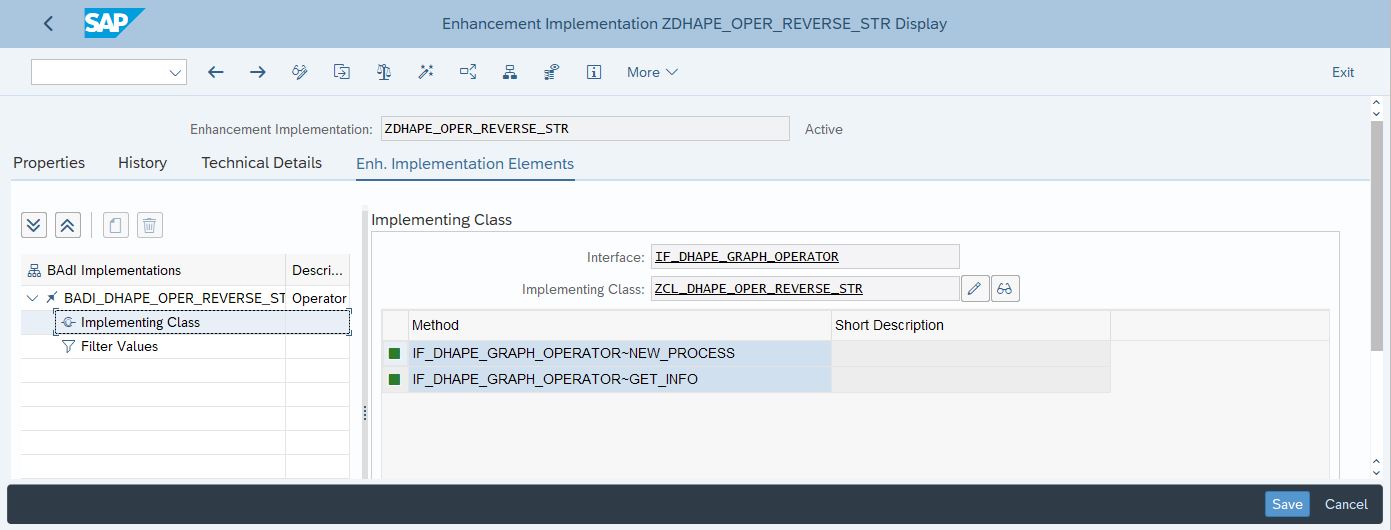 SAP
Enhancement Implementation ZDHAPE_OPER_REVERSE_STR Display
More
Exit
Enhancement Implementation: ZDHAPE_OPER_REVERSE_STR Active
Properties History Technical Details Enh. Implementation Elements
Implementing Class
Interface: IF_DHAPE_GRAPH_OPERATOR
Implementing Class: ZCL_DHAPE_OPER_REVERSE_STR
BAdI Implementations Descri...
BADI_DHAPE_OPER_REVERSE_ST Operator
Implementing Class
Filter Values
Method Short Description
IF_DHAPE_GRAPH_OPERATOR~NEW_PROCESS
IF_DHAPE_GRAPH_OPERATOR~GET_INFO
Save Cancel